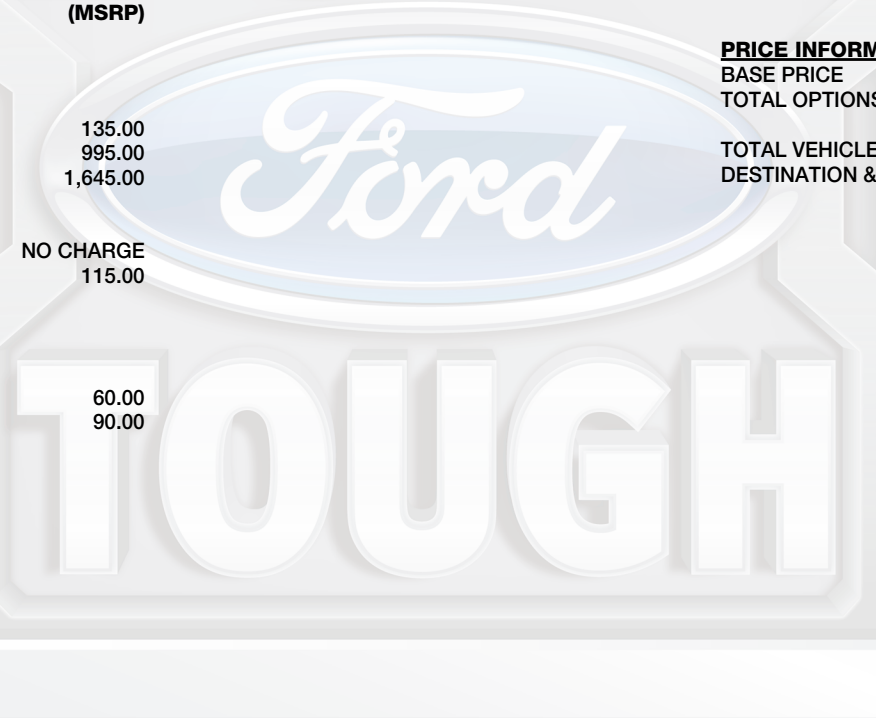 (MSRP)
135.00
995.00
1,645.00
NO CHARGE
115.00
60.00
90.00
PRICE INFORM
BASE PRICE
TOTAL OPTIONS
TOTAL VEHICLE
DESTINATION &
Ford
TOUGH